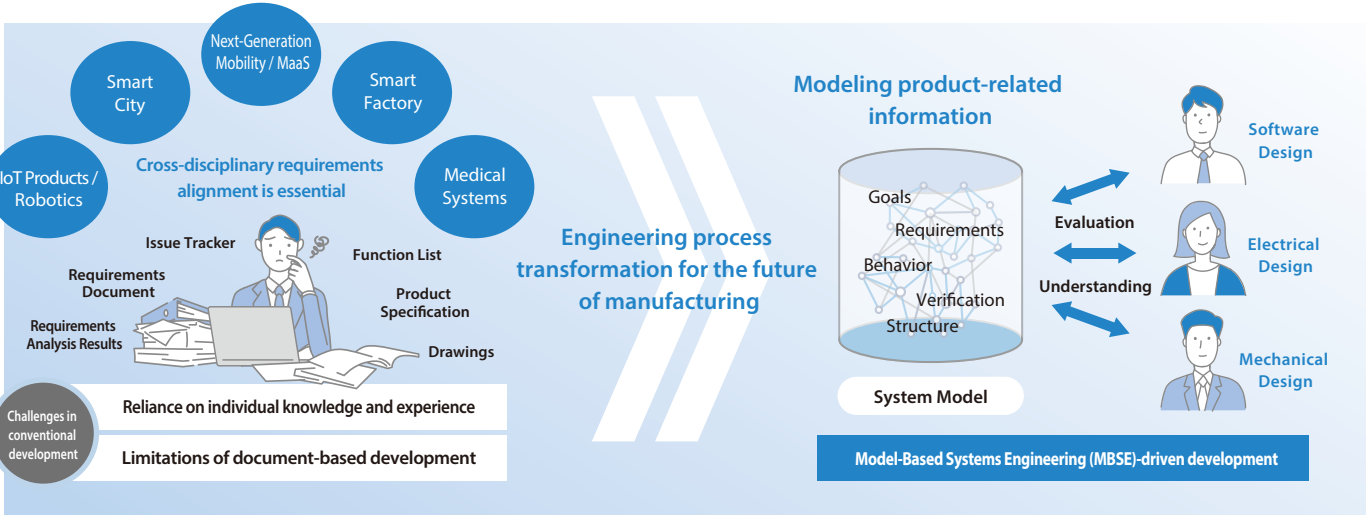 Next-Generation
Mobility / MaaS
Smart
City
Smart
Factory
IoT Products /
Robotics
Medical
Systems
Cross-disciplinary requirements
alignment is essential
Issue Tracker
Function List
Requirements
Document
Product
Specification
Requirements
Analysis Results
Drawings
Challenges in
conventional
development
Reliance on individual knowledge and experience
Limitations of document-based development
Engineering process
transformation for the future
of manufacturing
Modeling product-related
information
Goals
Requirements
Behavior
Verification
Structure
System Model
Evaluation
Understanding
Software
Design
Electrical
Design
Mechanical
Design
Model-Based Systems Engineering (MBSE)-driven development